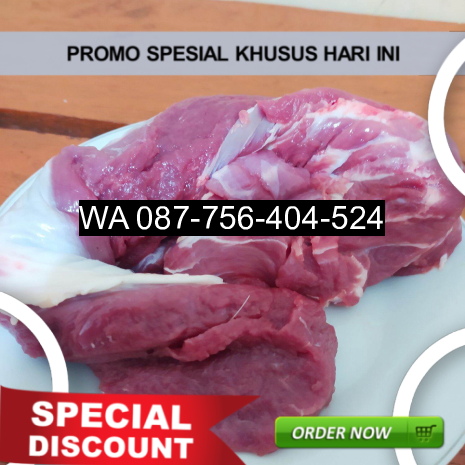 PROMO SPESIAL KHUSUS HARI INI
WA 087-756-404-524
SPECIAL
DISCOUNT
ORDER NOW